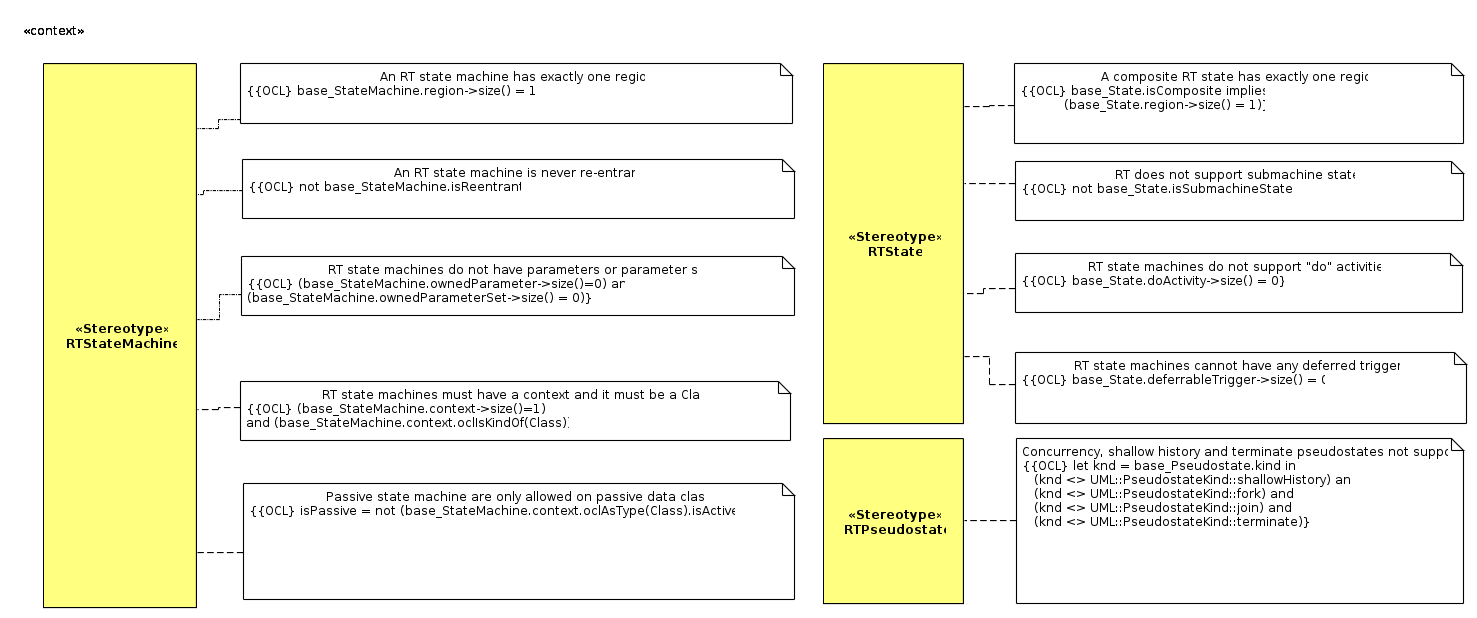 «context»
An RT state machine has exactly one regio
{{OCL} base_StateMachine.region->size() = 1
An RT state machine is never re-entran
{{OCL} not base_StateMachine.isReentrant
RT state machines do not have parameters or parameter s
{{OCL} (base_StateMachine.ownedParameter->size()=0) an
(base_StateMachine.ownedParameterSet->size() = 0)}
«Stereotype»
RTStateMachine
RT state machines must have a context and it must be a Cla
{{OCL} (base_StateMachine.context->size()=1)
and (base_StateMachine.context.oclIsKindOf(Class)}
Passive state machine are only allowed on passive data clas
{{OCL} isPassive = not (base_StateMachine.context.oclAsType(Class).isActive
A composite RT state has exactly one regio
{{OCL} base_State.isComposite implies
(base_State.region->size() = 1)}
RT does not support submachine state
{{OCL} not base_State.isSubmachineState
«Stereotype»
RTState
RT state machines do not support "do" activitie
{{OCL} base_State.doActivity->size() = 0}
RT state machines cannot have any deferred trigger
{{OCL} base_State.deferrableTrigger->size() = 0
Concurrency, shallow history and terminate pseudostates not suppo
{{OCL} let knd = base_Pseudostate.kind in
(knd <> UML::PseudostateKind::shallowHistory) an
(knd <> UML::PseudostateKind::fork) and
(knd <> UML::PseudostateKind::join) and
(knd <> UML::PseudostateKind::terminate)}
«Stereotype»
RTPseudostate